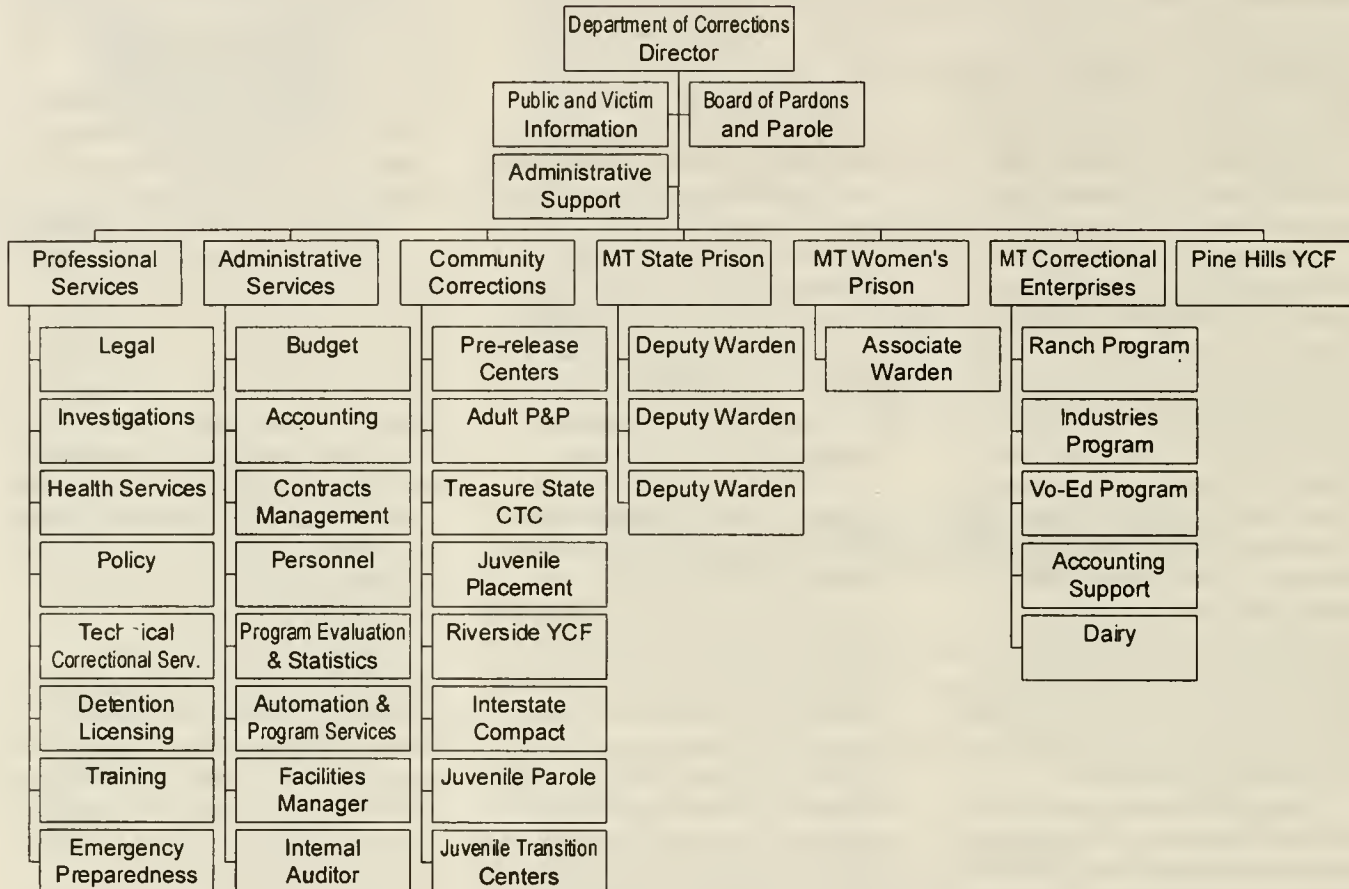 Department of Corrections
Director
Public and Victim
Information
Board of Pardons
and Parole
Administrative
Support
Professional
Services
Administrative
Services
Community
Corrections
MT State Prison
MT Women's
Prison
MT Correctional
Enterprises
Pine Hills YCF
Legal
Investigations
Health Services
Policy
Technical
Correctional Serv.
Detention
Licensing
Training
Emergency
Preparedness
Budget
Accounting
Contracts
Management
Personnel
Program Evaluation
& Statistics
Automation &
Program Services
Facilities
Manager
Internal
Auditor
Pre-release
Centers
Adult P&P
Treasure State
CTC
Juvenile
Placement
Riverside YCF
Interstate
Compact
Juvenile Parole
Juvenile Transition
Centers
Deputy Warden
Deputy Warden
Deputy Warden
Associate
Warden
Ranch Program
Industries
Program
Vo-Ed Program
Accounting
Support
Dairy